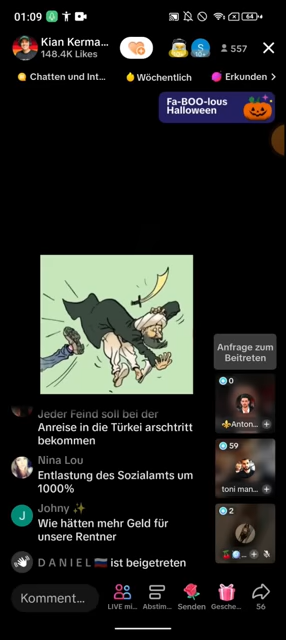 01:09
64
Kian Kerma...
148.4K Likes
S
10+
557
Chatten und Int...
Wöchentlich
Erkunden
Fa-BOO-lous
Halloween
Anfrage zum
Beitreten
0
Anton...
59
toni man...
2
Jeder Feind soll bei der
Anreise in die Türkei arschtritt
bekommen
Nina Lou
Entlastung des Sozialamts um
1000%
J
Johny ✨
Wie hätten mehr Geld für
unsere Rentner
D A N I E L 🇷🇺 ist beigetreten
Komment...
LIVE mi...
Abstim...
Senden
Gesche...
56